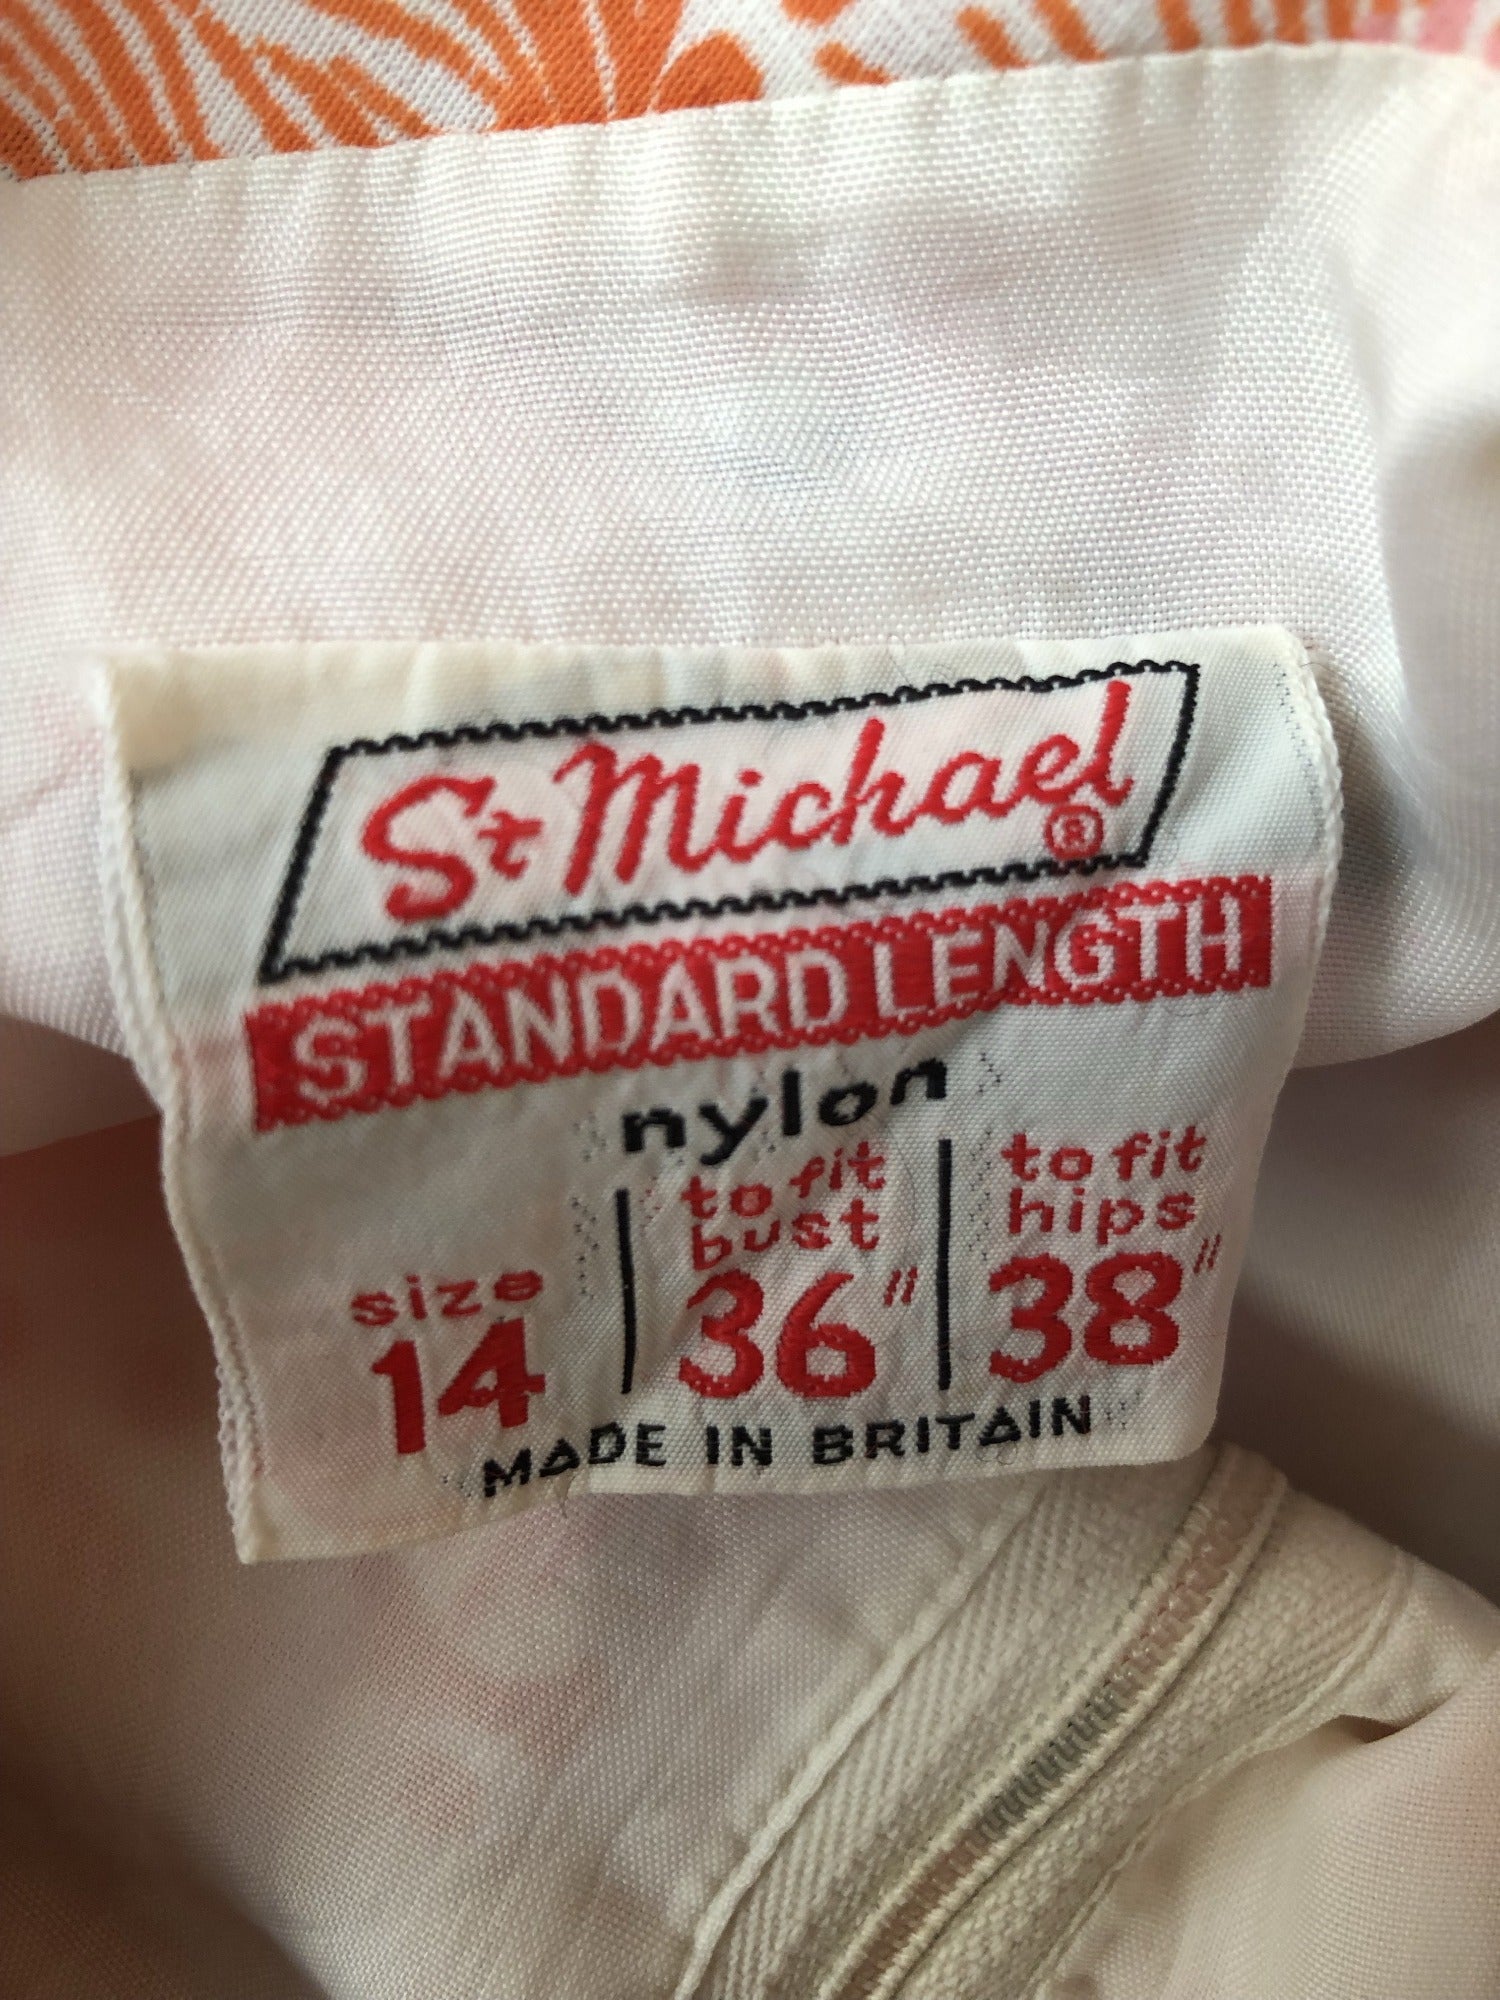 St Michael ®
STANDARD LENGTH
nylon
size 14
to fit bust 36"
to fit hips 38"
MADE IN BRITAIN